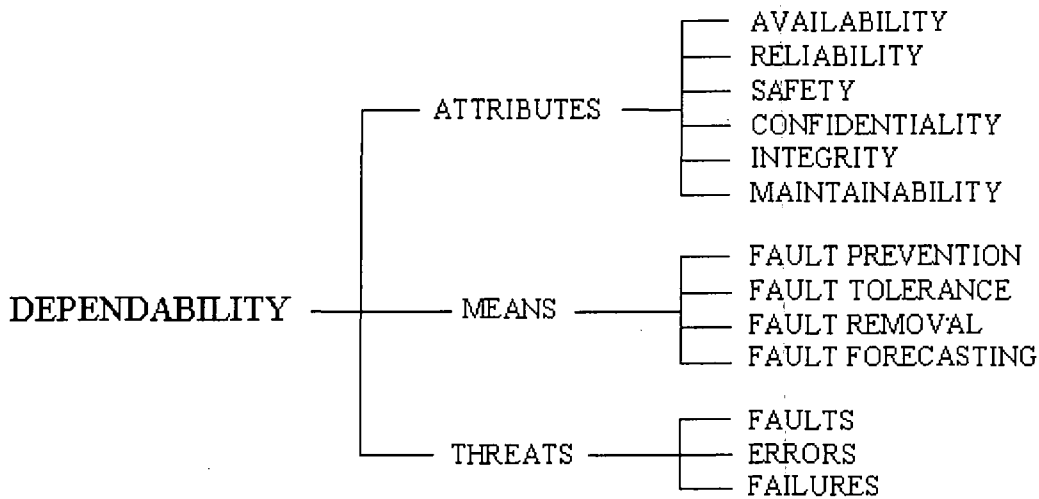 AVAILABILITY
RELIABILITY
SAFETY
ATTRIBUTES
CONFIDENTIALITY
INTEGRITY
MAINTAINABILITY
FAULT PREVENTION
FAULT TOLERANCE
DEPENDABILITY
MEANS
FAULT REMOVAL
FAULT FORECASTING
FAULTS
THREATS
ERRORS
FAILURES